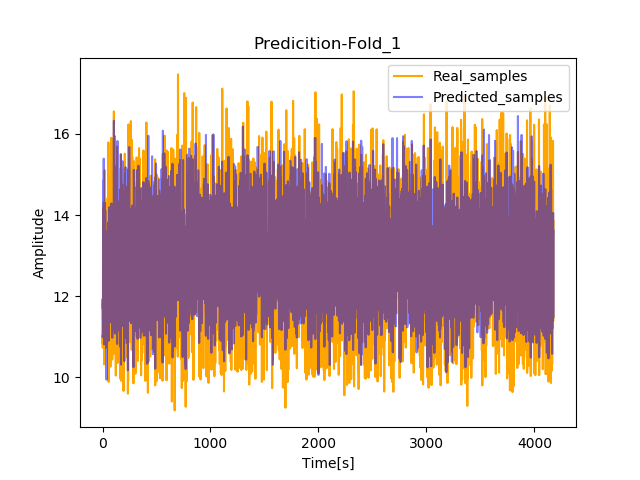 Predicition-Fold_1
Real_samples
Predicted_samples
16
14
12
10
Amplitude
0 1000 2000 3000 4000
Time[s]